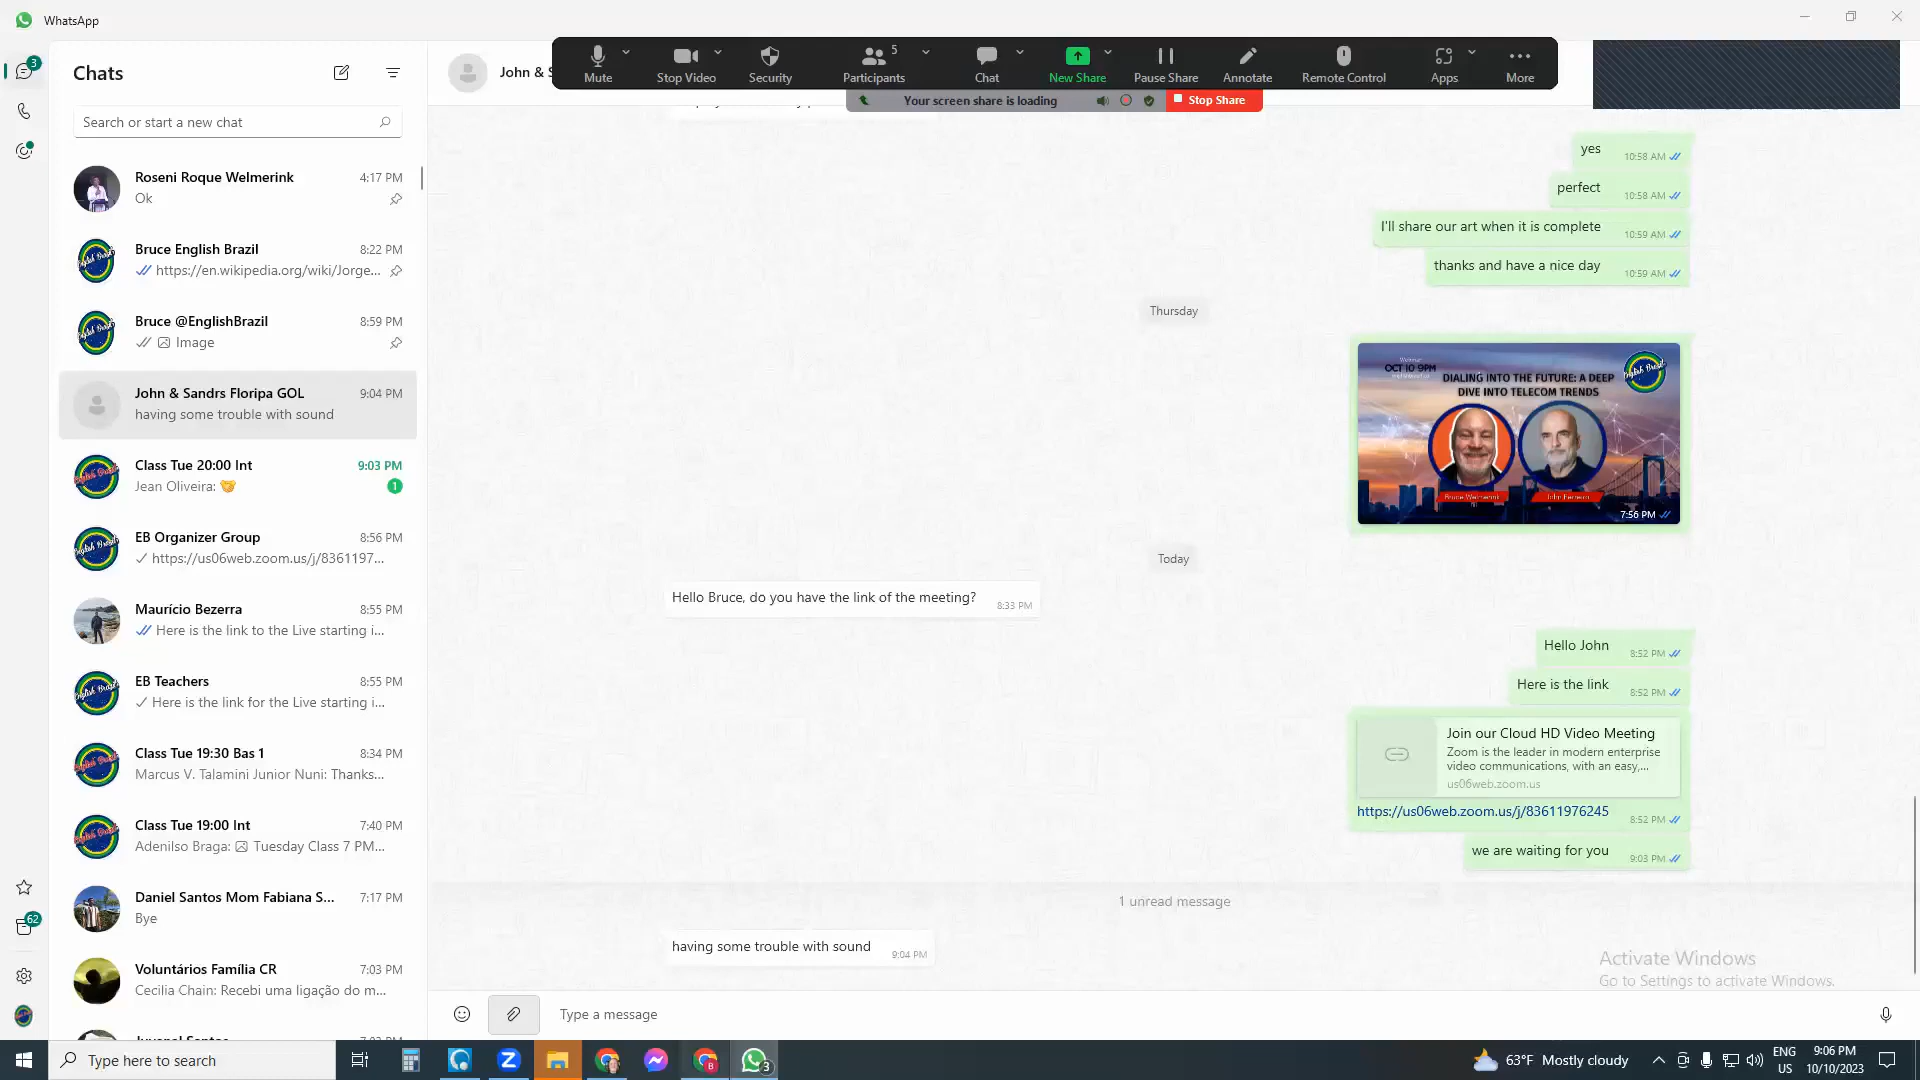 WhatsApp
3
Chats
Search or start a new chat
Roseni Roque Welmerink 4:17 PM
Ok
Bruce English Brazil 8:22 PM
https://en.wikipedia.org/wiki/Jorge...
Bruce @EnglishBrazil 8:59 PM
Image
John & Sandrs Floripa GOL 9:04 PM
having some trouble with sound
Class Tue 20:00 Int 9:03 PM
Jean Oliveira: 🤝 1
EB Organizer Group 8:56 PM
https://us06web.zoom.us/j/8361197...
Maurício Bezerra 8:55 PM
Here is the link to the Live starting i...
EB Teachers 8:55 PM
Here is the link for the Live starting i...
Class Tue 19:30 Bas 1 8:34 PM
Marcus V. Talamini Junior Nuni: Thanks...
Class Tue 19:00 Int 7:40 PM
Adenilso Braga: Tuesday Class 7 PM...
Daniel Santos Mom Fabiana S... 7:17 PM
Bye
Voluntários Família CR 7:03 PM
Cecilia Chain: Recebi uma ligação do m...
62
John & S
Mute
Stop Video
Security
Participants 5
Chat
New Share
Pause Share
Annotate
Remote Control
Apps
More
Your screen share is loading
Stop Share
yes 10:58 AM
perfect 10:58 AM
I'll share our art when it is complete 10:59 AM
thanks and have a nice day 10:59 AM
Thursday
Webinar
OCT 10 9PM
English Brazil
DIALING INTO THE FUTURE: A DEEP
DIVE INTO TELECOM TRENDS
Bruce Welmerink
John Ferreira
7:56 PM
Today
Hello Bruce, do you have the link of the meeting? 8:33 PM
Hello John 8:52 PM
Here is the link 8:52 PM
Join our Cloud HD Video Meeting
Zoom is the leader in modern enterprise
video communications, with an easy,...
us06web.zoom.us
https://us06web.zoom.us/j/83611976245 8:52 PM
we are waiting for you 9:03 PM
1 unread message
having some trouble with sound 9:04 PM
Activate Windows
Go to Settings to activate Windows.
Type a message
Type here to search
3
63°F Mostly cloudy
ENG
US
9:06 PM
10/10/2023